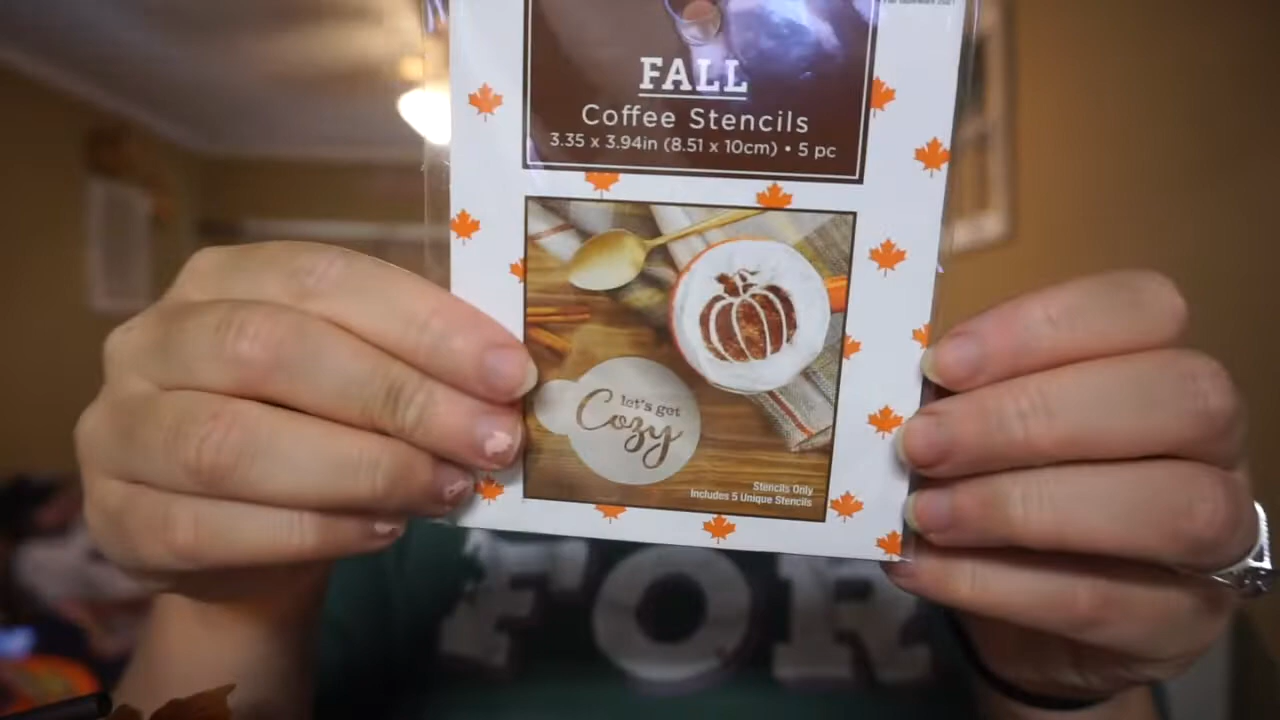 FALL
Coffee Stencils
3.35 x 3.94in (8.51 x 10cm) • 5 pc
let's get
Cozy
Stencils Only
Includes 5 Unique Stencils
FOR